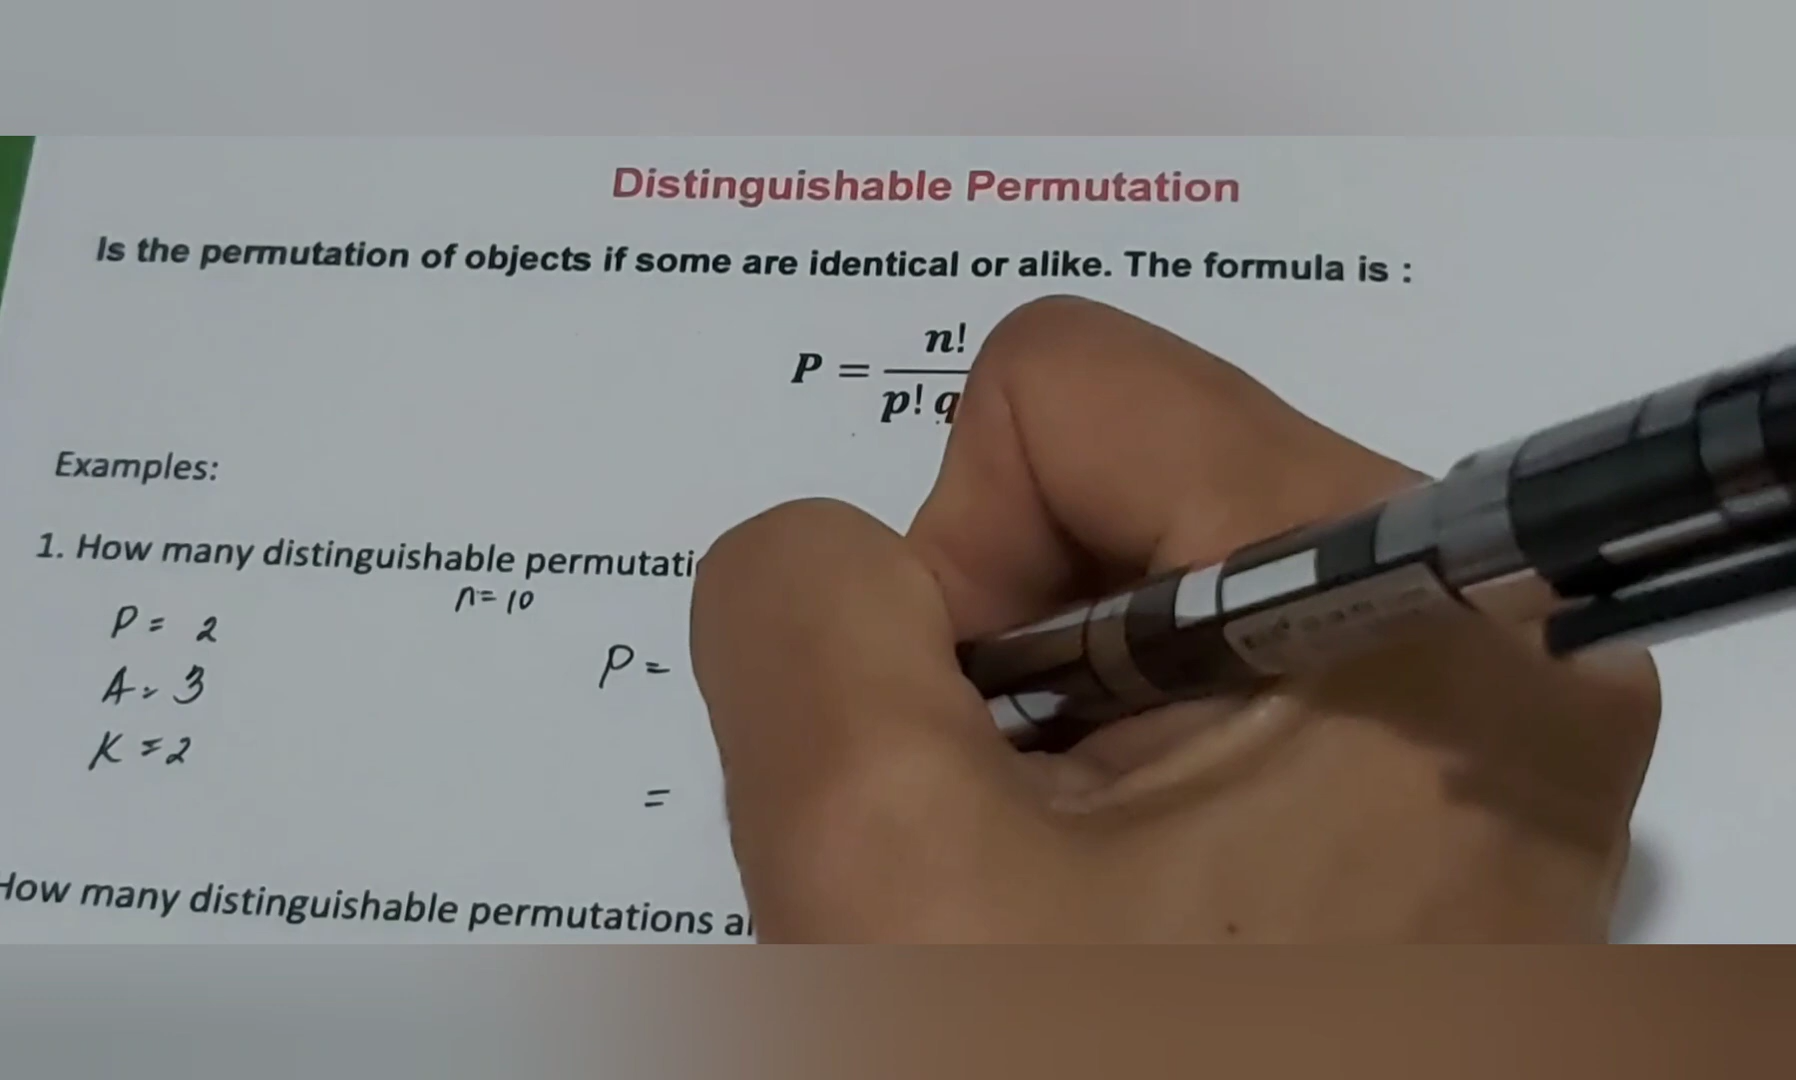 Distinguishable Permutation
Is the permutation of objects if some are identical or alike. The formula is :
P = n! / p! q
Examples:
1. How many distinguishable permutati
n = 10
P = 2
A = 3
K = 2
P =
=
How many distinguishable permutations a